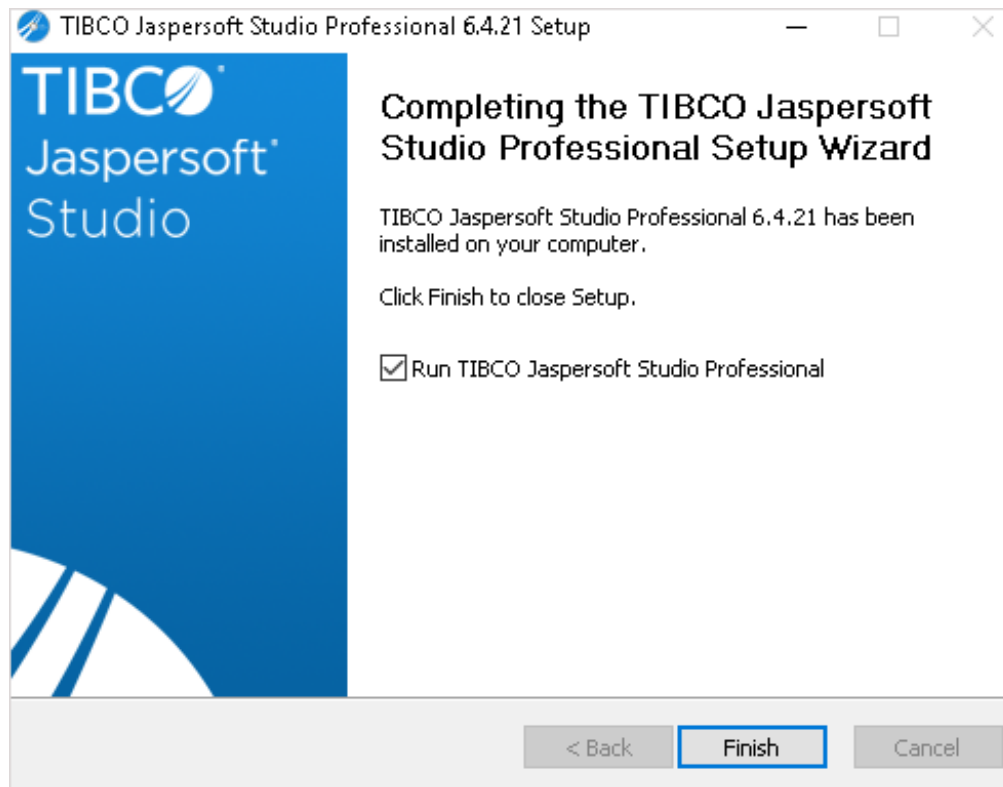 TIBCO Jaspersoft Studio Professional 6.4.21 Setup
TIBCO
Jaspersoft
Studio
Completing the TIBCO Jaspersoft
Studio Professional Setup Wizard
TIBCO Jaspersoft Studio Professional 6.4.21 has been
installed on your computer.
Click Finish to close Setup.
Run TIBCO Jaspersoft Studio Professional
< Back
Finish
Cancel